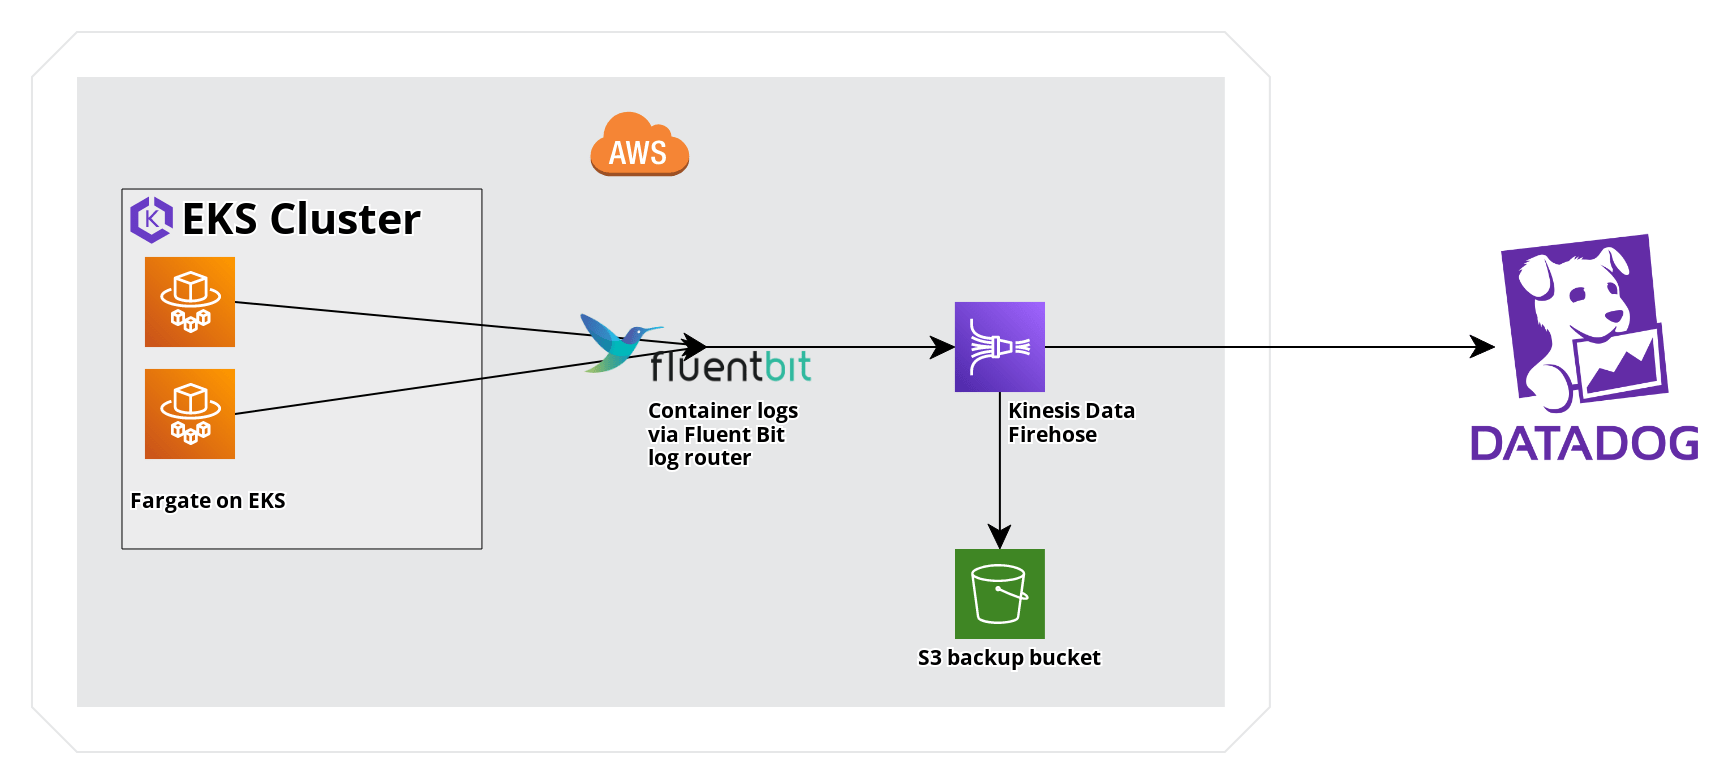 AWS
K
EKS Cluster
Fargate on EKS
fluentbit
Container logs
via Fluent Bit
log router
Kinesis Data
Firehose
S3 backup bucket
DATADOG